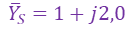 Ȳ_S = 1 + j2,0